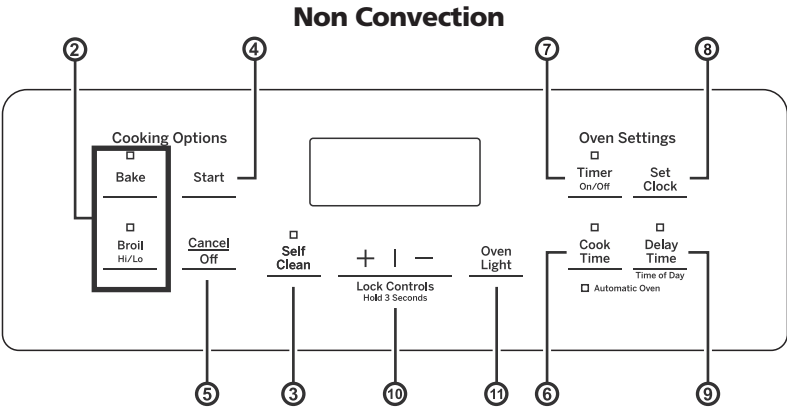 Non Convection
2 4 7 8
Cooking Options
Oven Settings
Bake
Start
Timer
On/Off
Set
Clock
Broil
Hi/Lo
Cancel
Off
Self
Clean
+ | −
Lock Controls
Hold 3 Seconds
Oven
Light
Cook
Time
Delay
Time
Time of Day
Automatic Oven
5 3 10 11 6 9